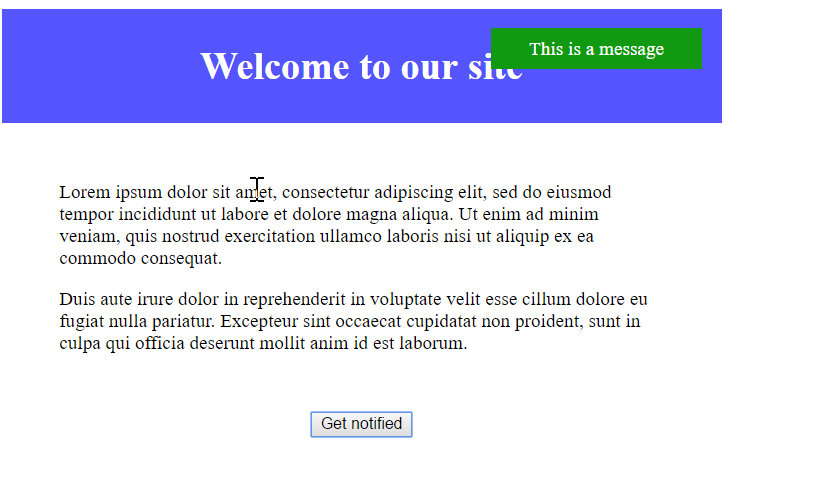 Welcome to our site
This is a message
Lorem ipsum dolor sit amet, consectetur adipiscing elit, sed do eiusmod
tempor incididunt ut labore et dolore magna aliqua. Ut enim ad minim
veniam, quis nostrud exercitation ullamco laboris nisi ut aliquip ex ea
commodo consequat.
Duis aute irure dolor in reprehenderit in voluptate velit esse cillum dolore eu
fugiat nulla pariatur. Excepteur sint occaecat cupidatat non proident, sunt in
culpa qui officia deserunt mollit anim id est laborum.
Get notified